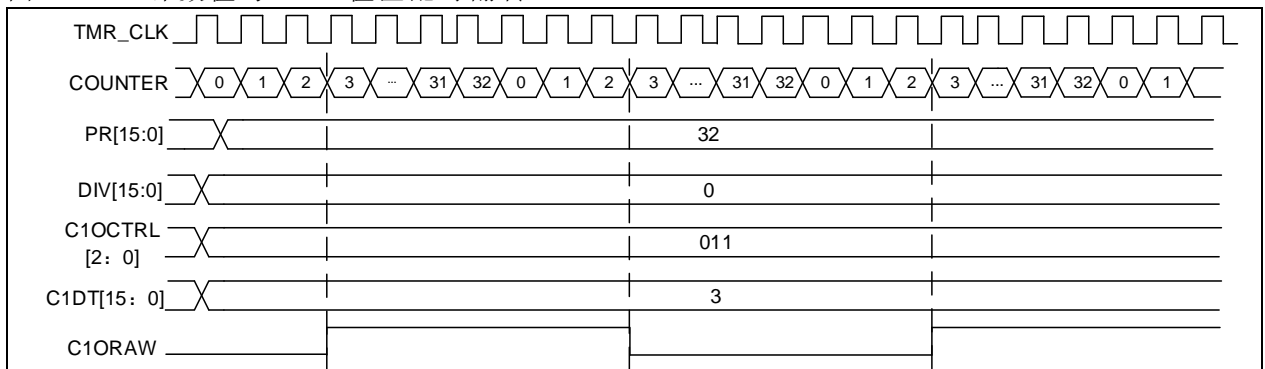 TMR_CLK
COUNTER 0 1 2 3 ... 31 32 0 1 2 3 ... 31 32 0 1 2 3 ... 31 32 0 1
PR[15:0] 32
DIV[15:0] 0
C1OCTRL
[2：0] 011
C1DT[15：0] 3
C1ORAW